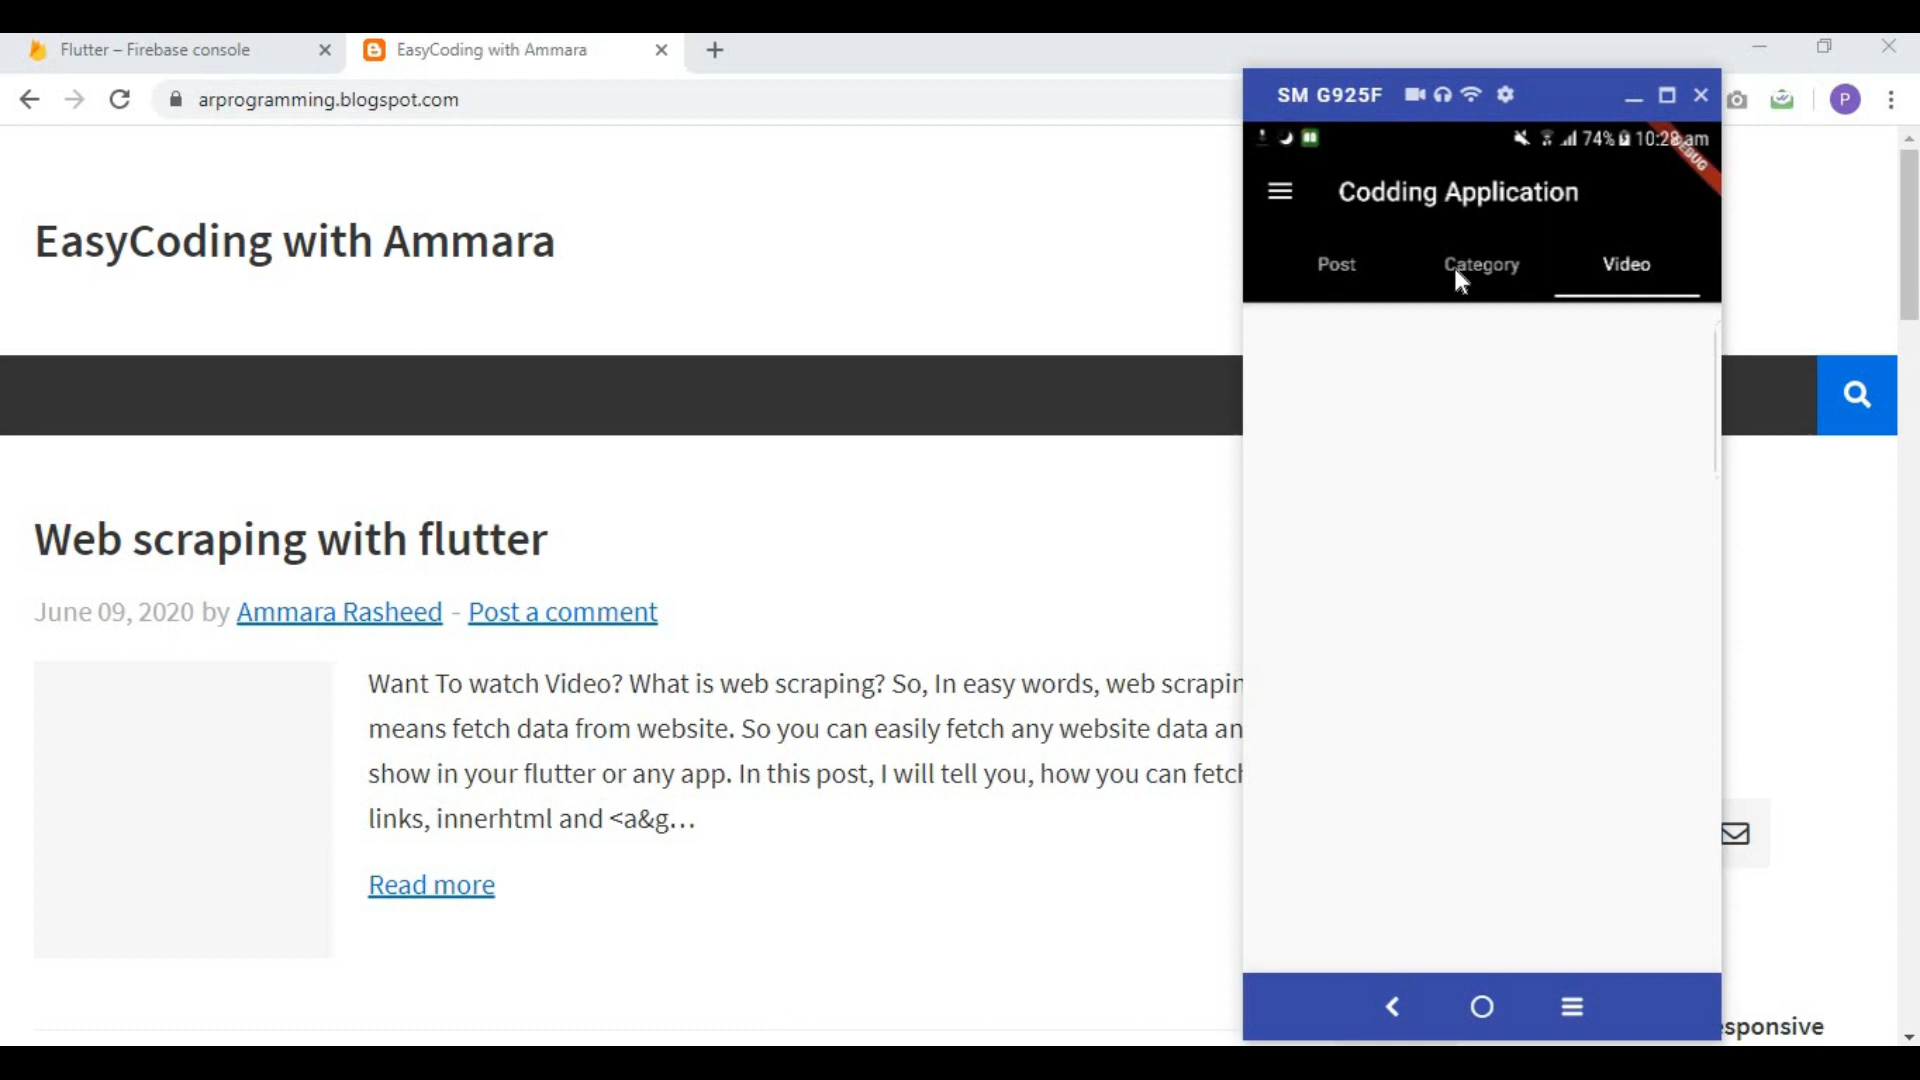 Flutter – Firebase console
EasyCoding with Ammara
arprogramming.blogspot.com
P
EasyCoding with Ammara
Web scraping with flutter
June 09, 2020 by Ammara Rasheed - Post a comment
Want To watch Video? What is web scraping? So, In easy words, web scrapin
means fetch data from website. So you can easily fetch any website data an
show in your flutter or any app. In this post, I will tell you, how you can fetch
links, innerhtml and <a&g...
Read more
SM G925F
74% 10:28 am
DEBUG
Codding Application
Post
Category
Video
esponsive